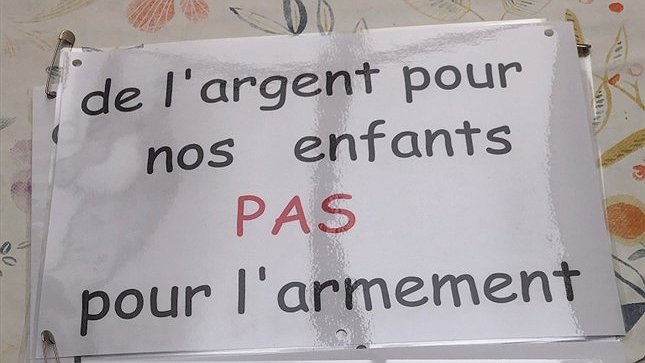 de l'argent pour
nos enfants
PAS
pour l'armement